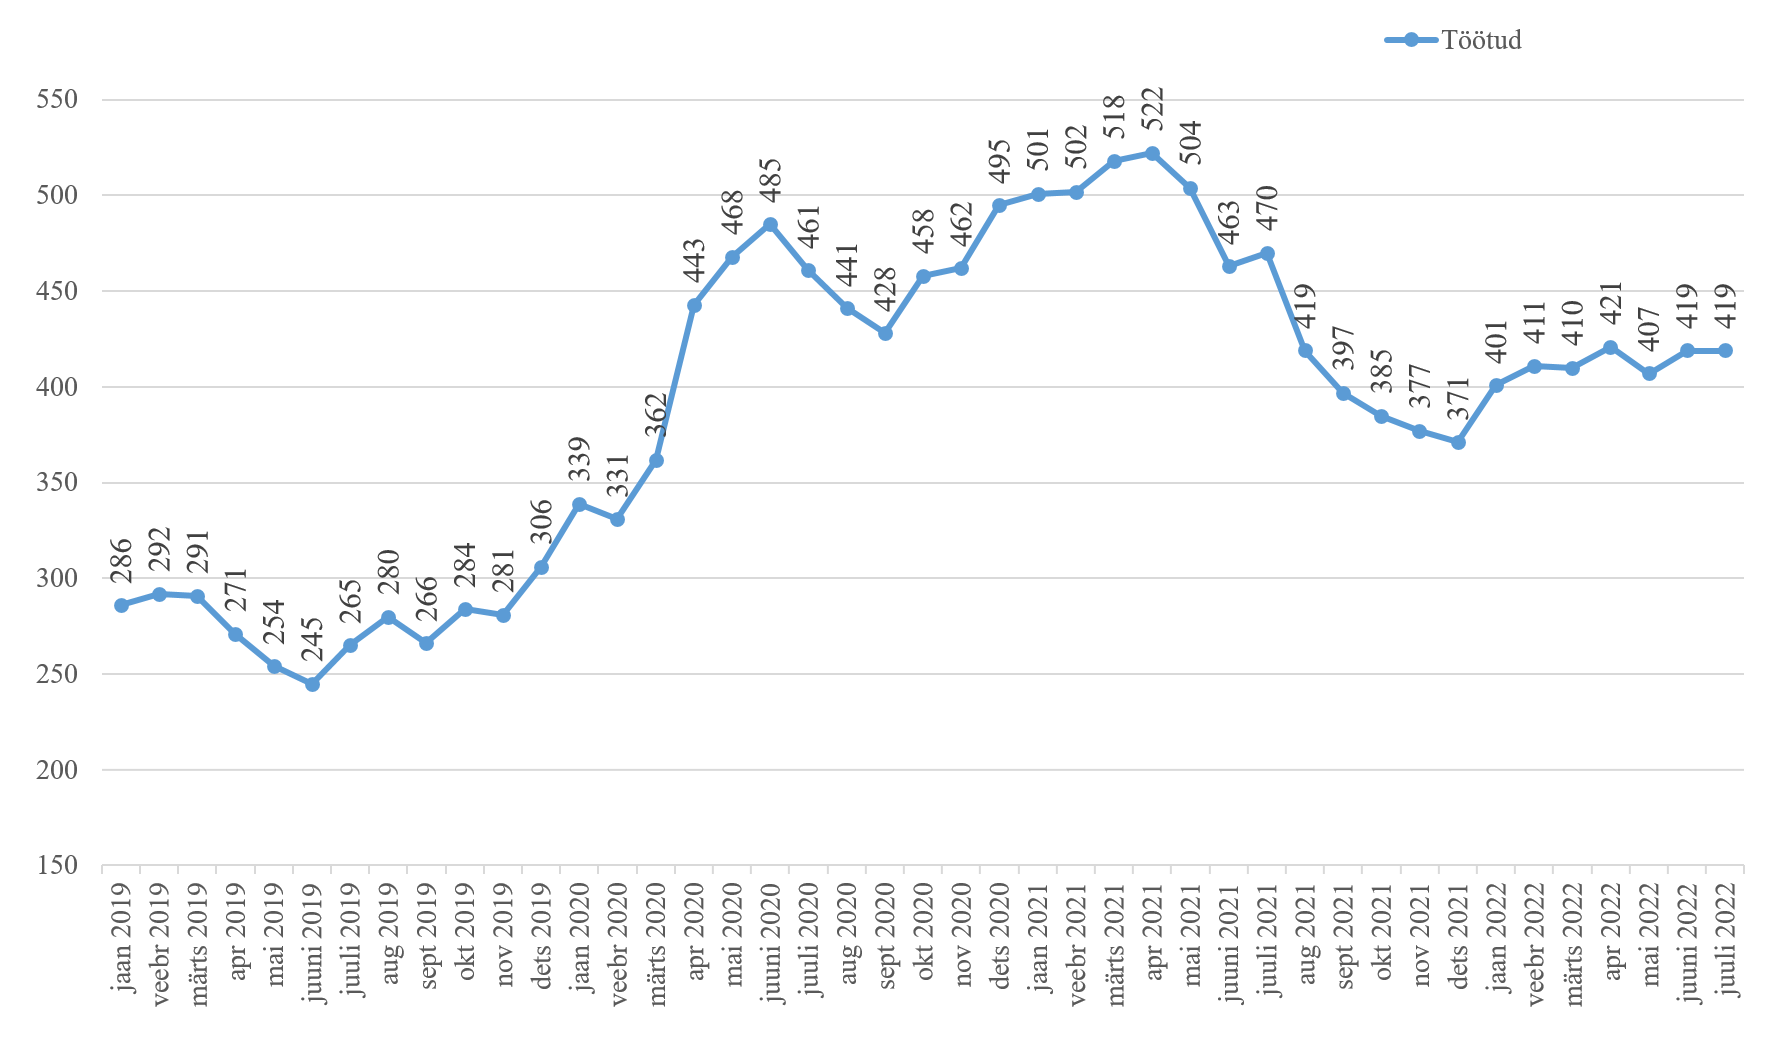 Töötud
550
500
450
400
350
300
250
200
150
286
292
291
271
254
245
265
280
266
284
281
306
339
331
362
443
468
485
461
441
428
458
462
495
501
502
518
522
504
463
470
419
397
385
377
371
401
411
410
421
407
419
419
jaan 2019
veebr 2019
märts 2019
apr 2019
mai 2019
juuni 2019
juuli 2019
aug 2019
sept 2019
okt 2019
nov 2019
dets 2019
jaan 2020
veebr 2020
märts 2020
apr 2020
mai 2020
juuni 2020
juuli 2020
aug 2020
sept 2020
okt 2020
nov 2020
dets 2020
jaan 2021
veebr 2021
märts 2021
apr 2021
mai 2021
juuni 2021
juuli 2021
aug 2021
sept 2021
okt 2021
nov 2021
dets 2021
jaan 2022
veebr 2022
märts 2022
apr 2022
mai 2022
juuni 2022
juuli 2022